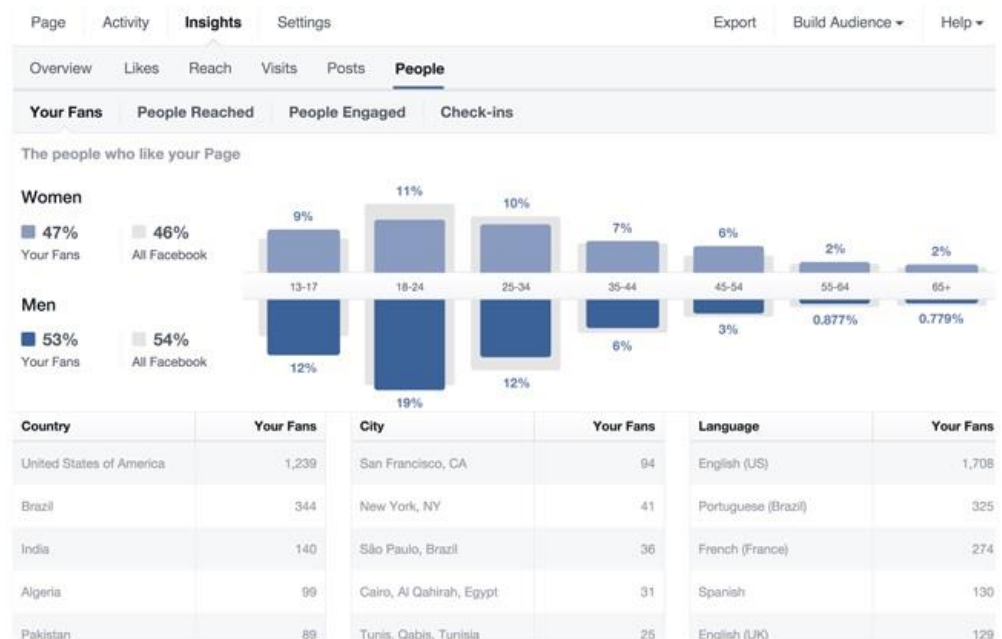 Page Activity Insights Settings Export Build Audience Help
Overview Likes Reach Visits Posts People
Your Fans People Reached People Engaged Check-ins
The people who like your Page
Women
47% 46%
Your Fans All Facebook
9% 11% 10% 7% 6% 2% 2%
13-17 18-24 25-34 35-44 45-54 55-64 65+
Men
53% 54%
Your Fans All Facebook
12% 19% 12% 6% 3% 0.877% 0.779%
Country Your Fans City Your Fans Language Your Fans
United States of America 1,239 San Francisco, CA 94 English (US) 1,708
Brazil 344 New York, NY 41 Portuguese (Brazil) 325
India 140 São Paulo, Brazil 36 French (France) 274
Algeria 99 Cairo, Al Qahirah, Egypt 31 Spanish 130
Pakistan 89 Tunis, Qabis, Tunisia 25 English (UK) 129